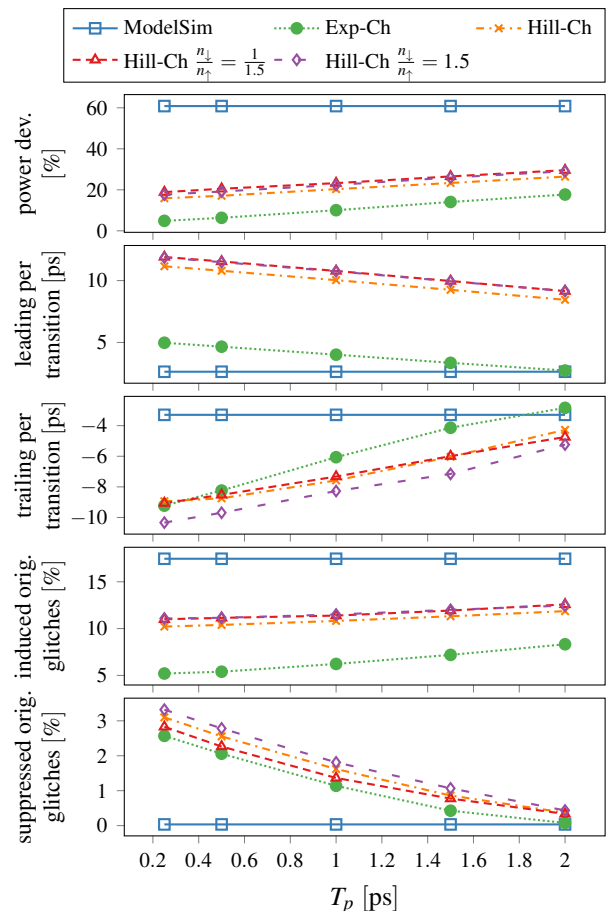 ModelSim Exp-Ch Hill-Ch
Hill-Ch n↓/n↑ = 1/1.5 Hill-Ch n↓/n↑ = 1.5
power dev.
[%]
60
40
20
0
leading per
transition [ps]
10
5
trailing per
transition [ps]
−4
−6
−8
−10
induced orig.
glitches [%]
15
10
5
suppressed orig.
glitches [%]
3
2
1
0
0.2 0.4 0.6 0.8 1 1.2 1.4 1.6 1.8 2
T_p [ps]